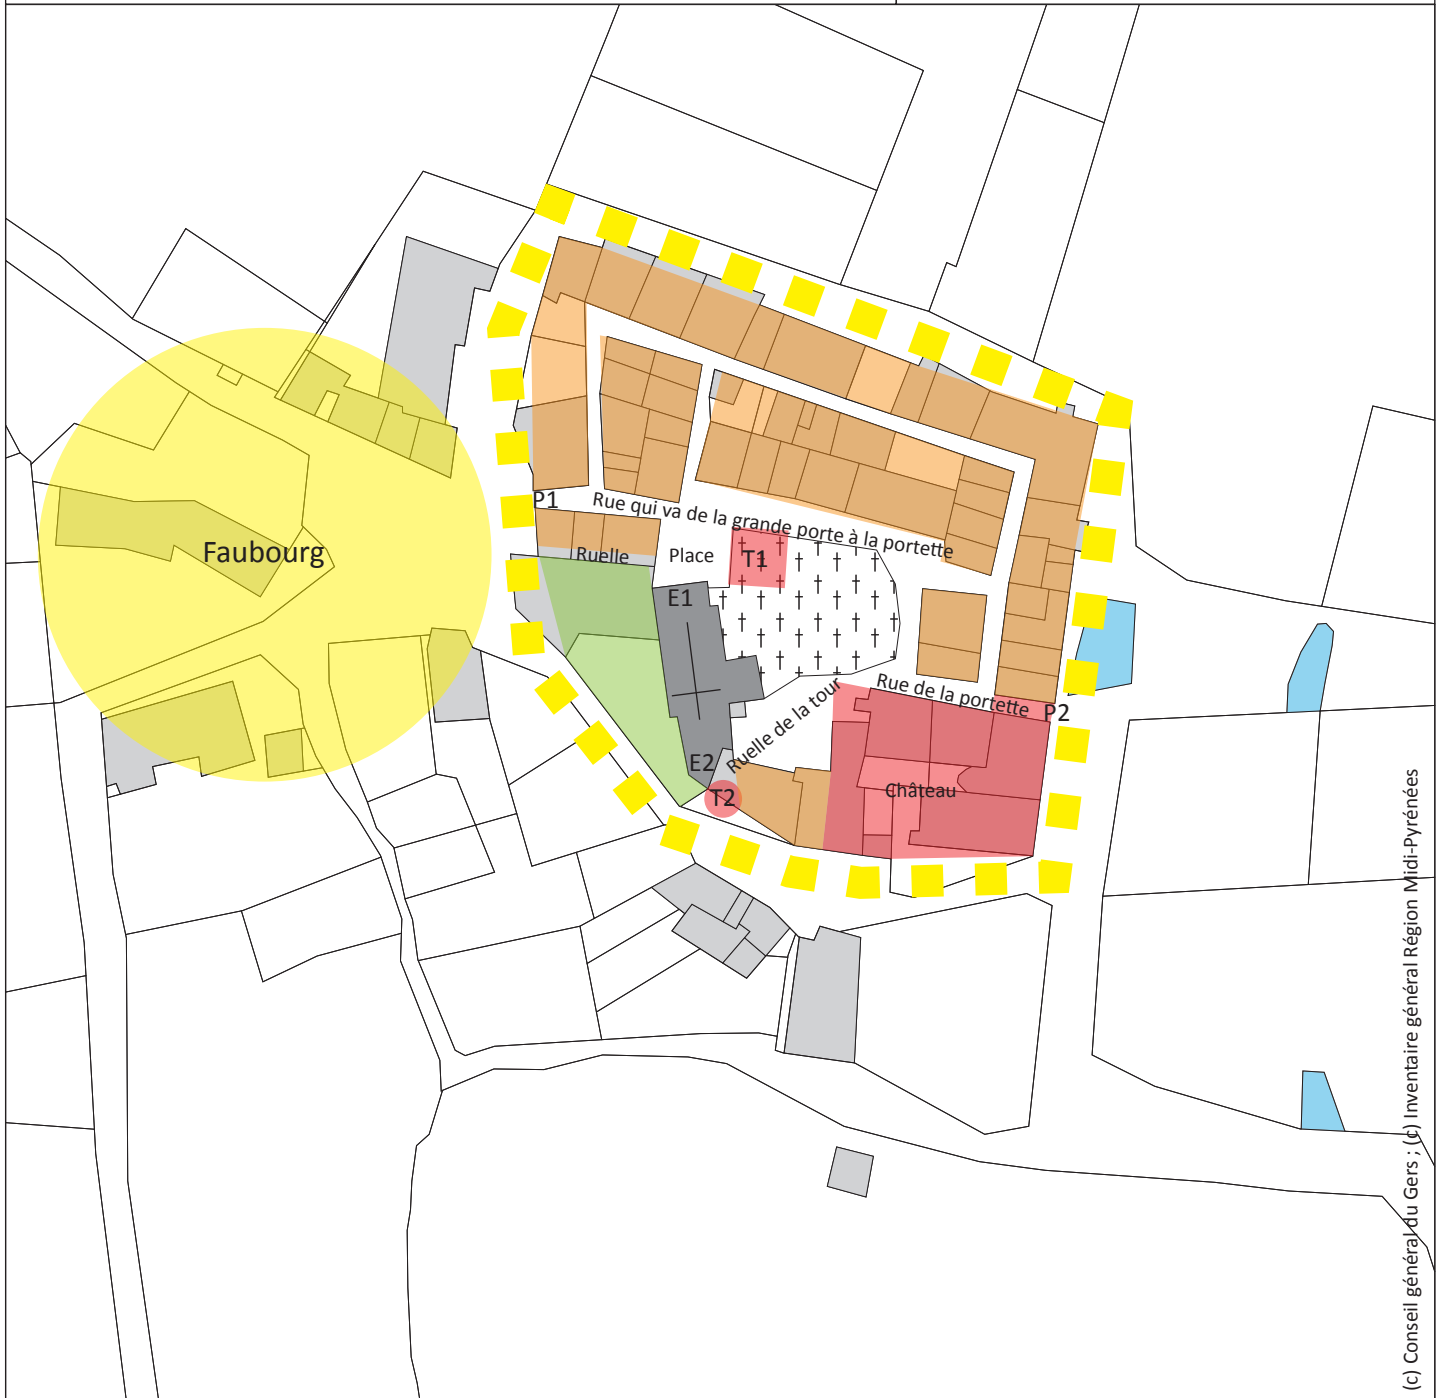 P1
Rue qui va de la grande porte à la portette
Faubourg
Ruelle
Place
T1
E1
Rue de la portette
P2
Ruelle de la tour
E2
T2
Château
(c) Conseil général du Gers ; (c) Inventaire général Région Midi-Pyrénées